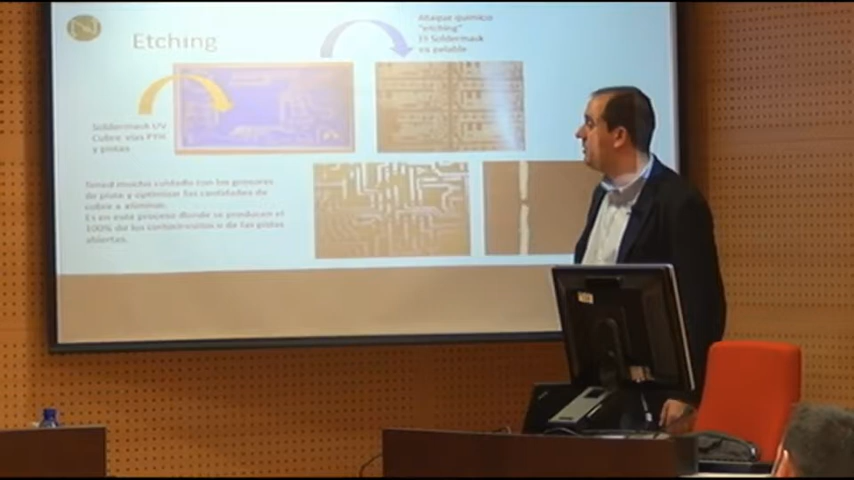 Etching
Ataque químico
"etching"
El Soldermask
es pelable
Soldermask UV
Cubre vias PTH
y pistas
Tened mucho cuidado con los grosores
de pista y optimizar las cantidades de
cobre a eliminar.
Es en este proceso donde se producen el
100% de los cortocircuitos o de las pistas
abiertas.